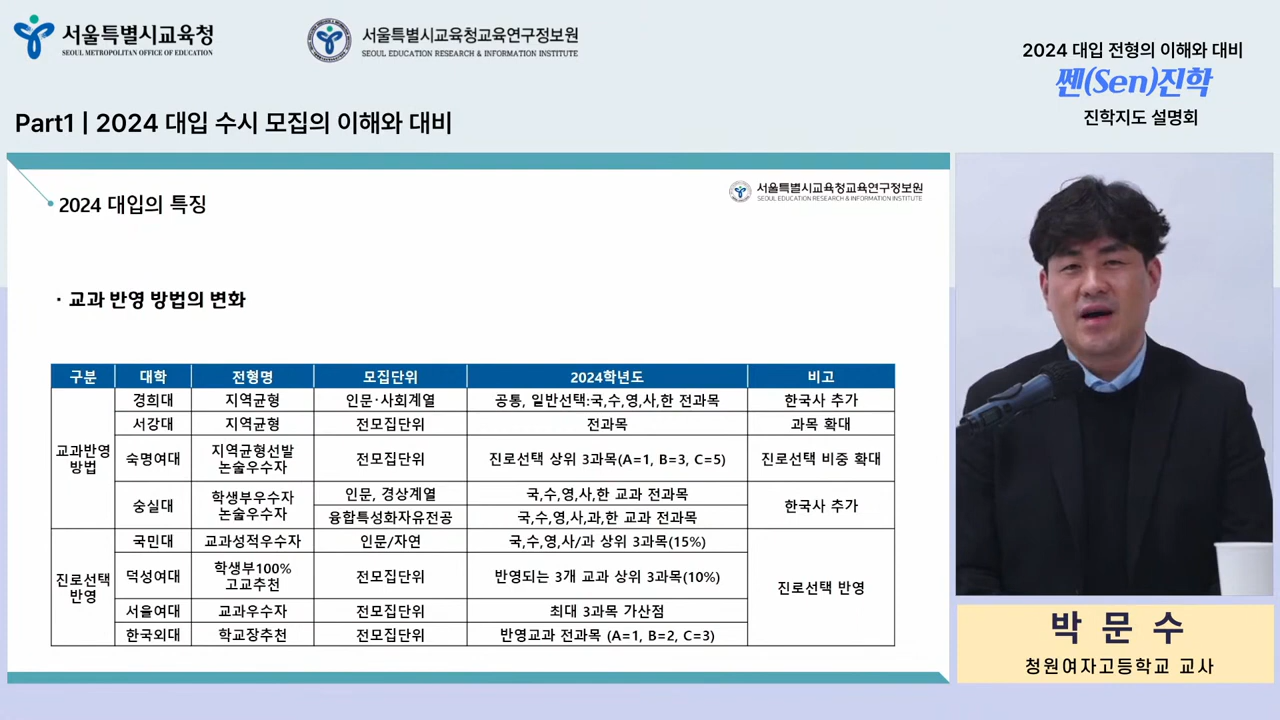 서울특별시교육청
SEOUL METROPOLITAN OFFICE OF EDUCATION
서울특별시교육청교육연구정보원
SEOUL EDUCATION RESEARCH & INFORMATION INSTITUTE
2024 대입 전형의 이해와 대비
쎈(Sen)진학
진학지도 설명회
Part1 | 2024 대입 수시 모집의 이해와 대비
2024 대입의 특징
서울특별시교육청교육연구정보원
SEOUL EDUCATION RESEARCH & INFORMATION INSTITUTE
· 교과 반영 방법의 변화
구분 대학 전형명 모집단위 2024학년도 비고
교과반영
방법
경희대 지역균형 인문·사회계열 공통, 일반선택:국,수,영,사,한 전과목 한국사 추가
서강대 지역균형 전모집단위 전과목 과목 확대
숙명여대 지역균형선발
논술우수자
전모집단위 진로선택 상위 3과목(A=1, B=3, C=5) 진로선택 비중 확대
숭실대 학생부우수자
논술우수자
인문, 경상계열 국,수,영,사,한 교과 전과목 한국사 추가
융합특성화자유전공 국,수,영,사,과,한 교과 전과목
진로선택
반영
국민대 교과성적우수자 인문/자연 국,수,영,사/과 상위 3과목(15%) 진로선택 반영
덕성여대 학생부100%
고교추천
전모집단위 반영되는 3개 교과 상위 3과목(10%)
서울여대 교과우수자 전모집단위 최대 3과목 가산점
한국외대 학교장추천 전모집단위 반영교과 전과목 (A=1, B=2, C=3)
박 문 수
청원여자고등학교 교사